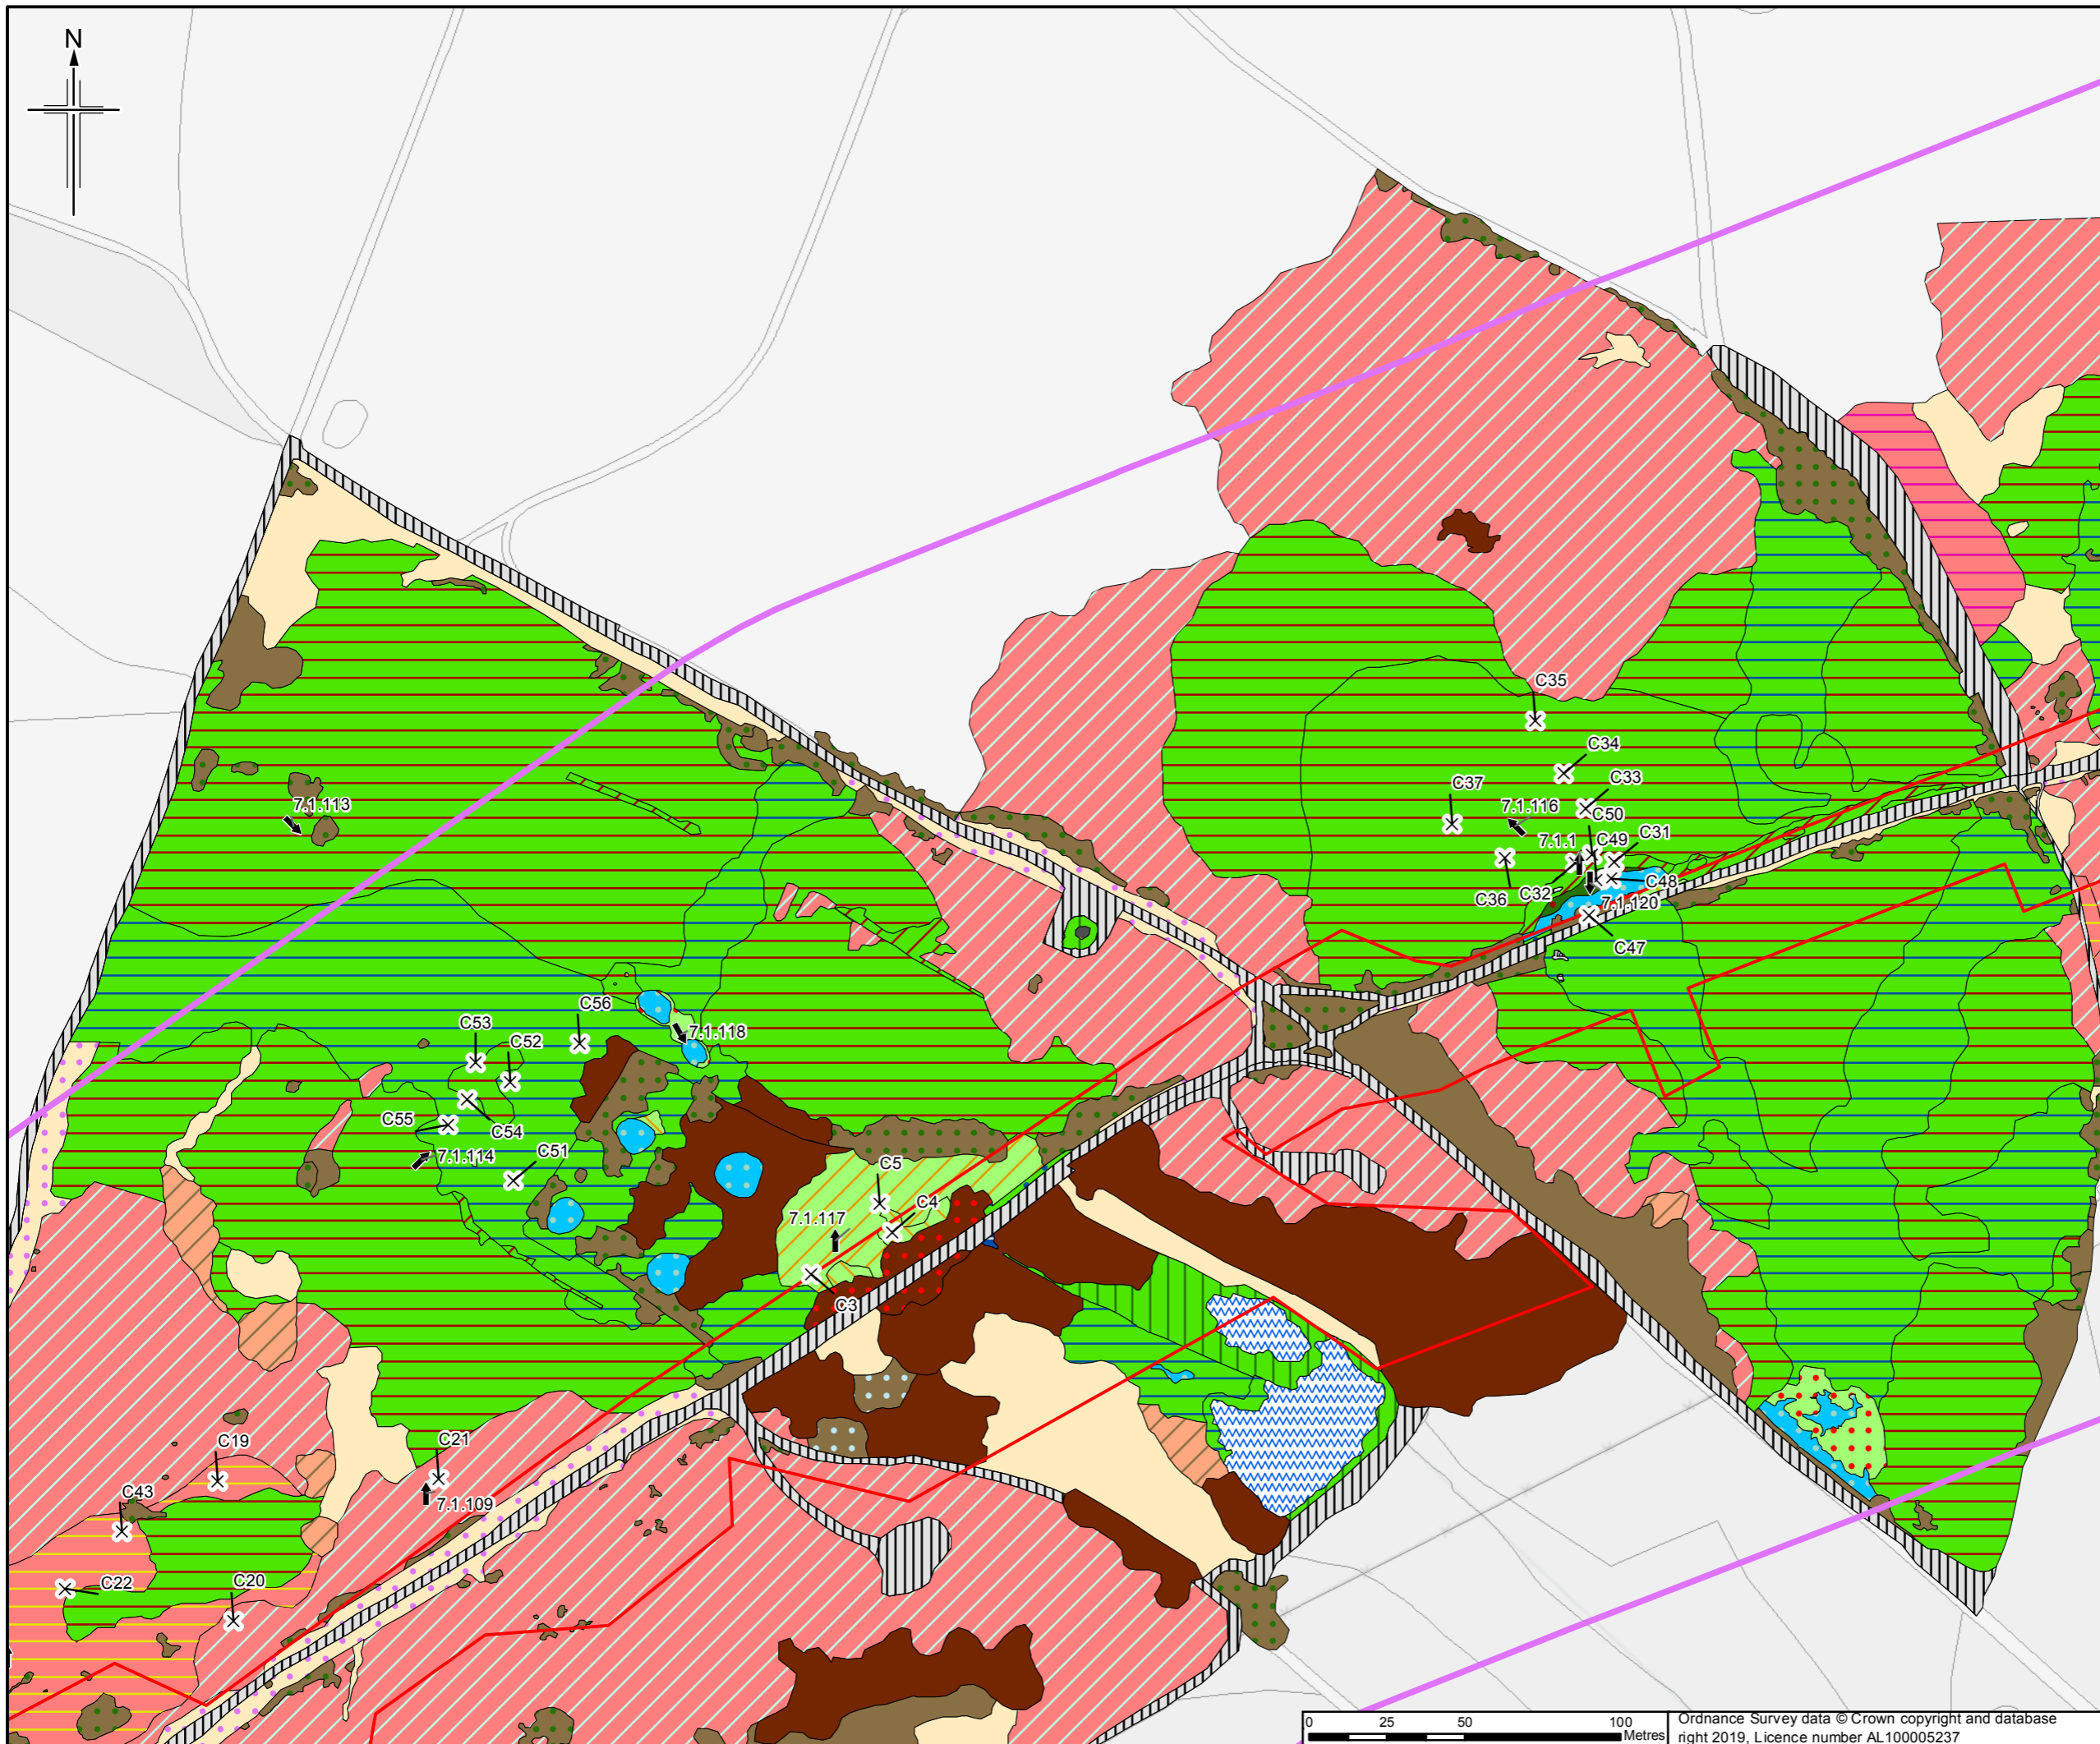 N
C35
C34
C37
C33
7.1.116
C50
7.1.113
7.1.1
C49
C31
C36
C32
C48
7.1.120
C47
C56
C53
7.1.118
C52
C55
C54
7.1.114
C51
C5
C4
7.1.117
C3
C19
C21
C43
7.1.109
C22
C20
0 25 50 100
Metres
Ordnance Survey data © Crown copyright and database
right 2019, Licence number AL100005237